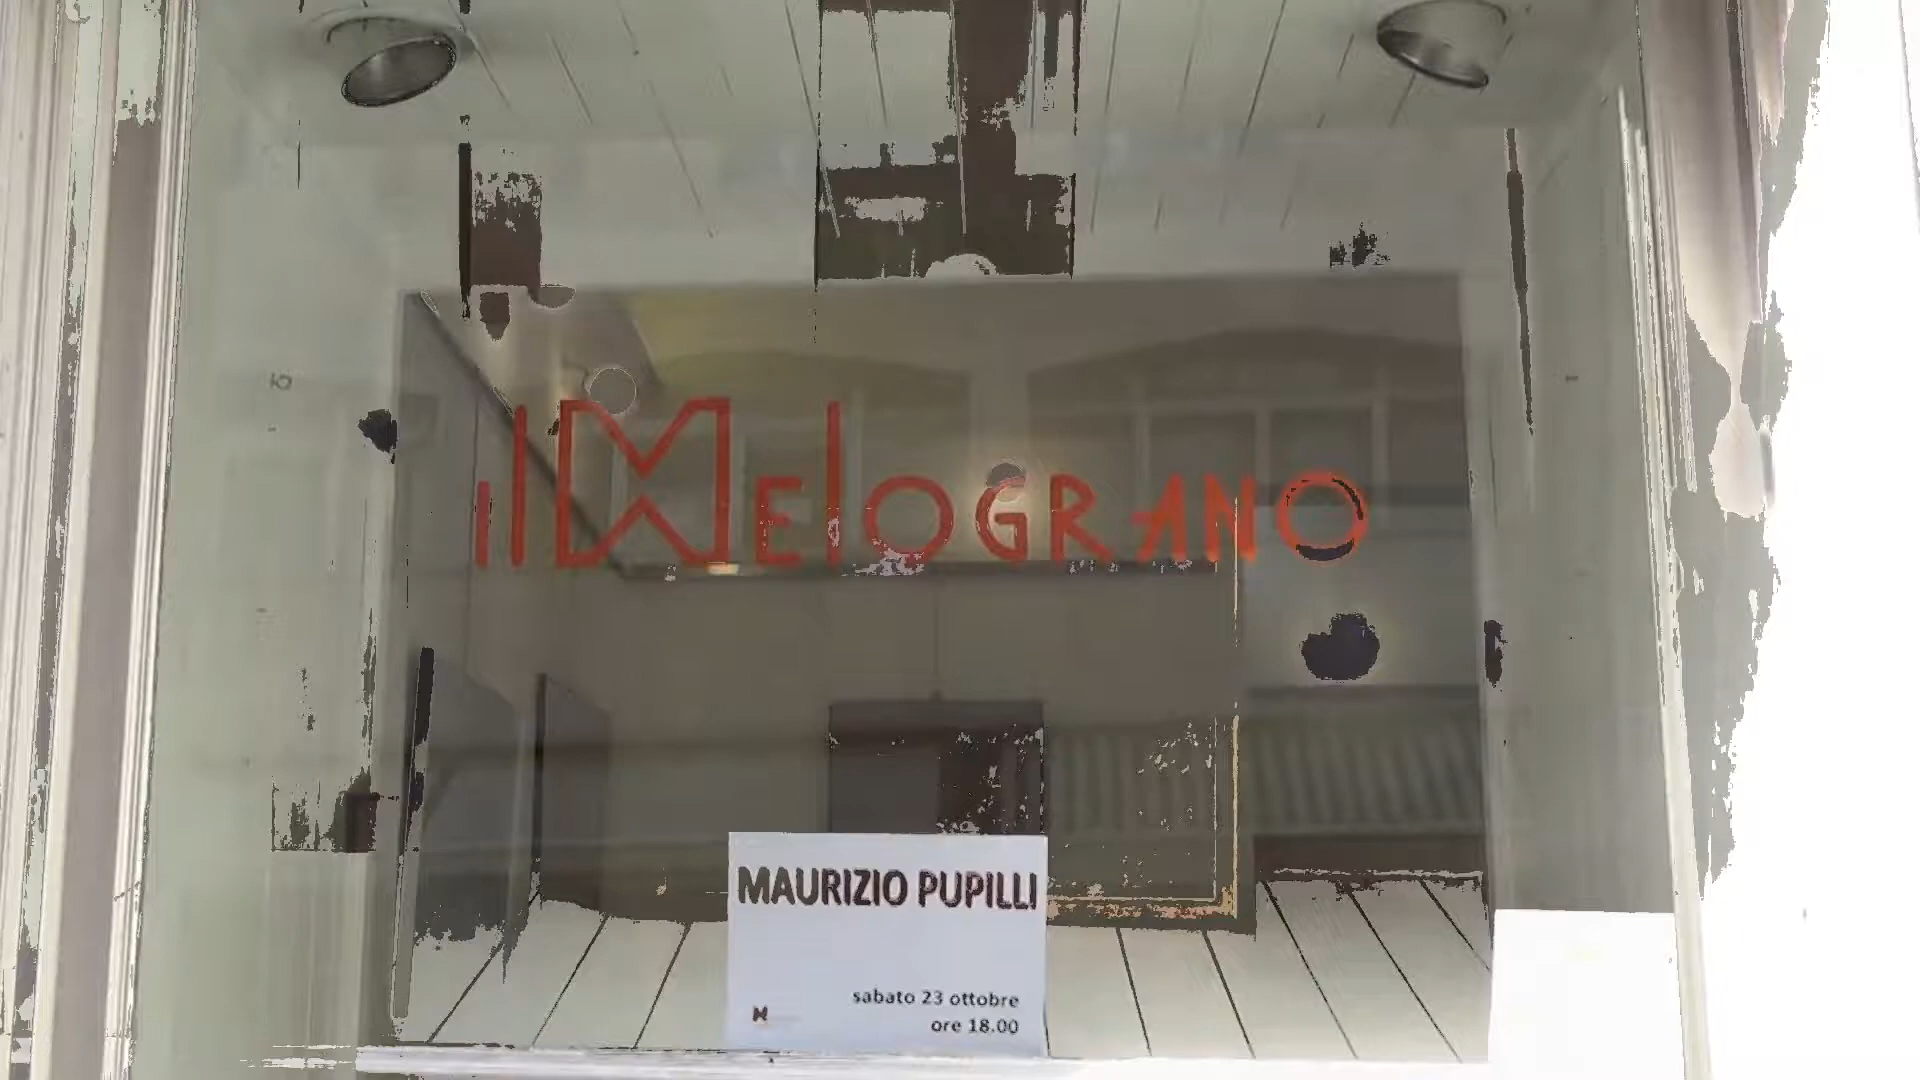 il Melograno
MAURIZIO PUPILLI
sabato 23 ottobre
ore 18.00
M